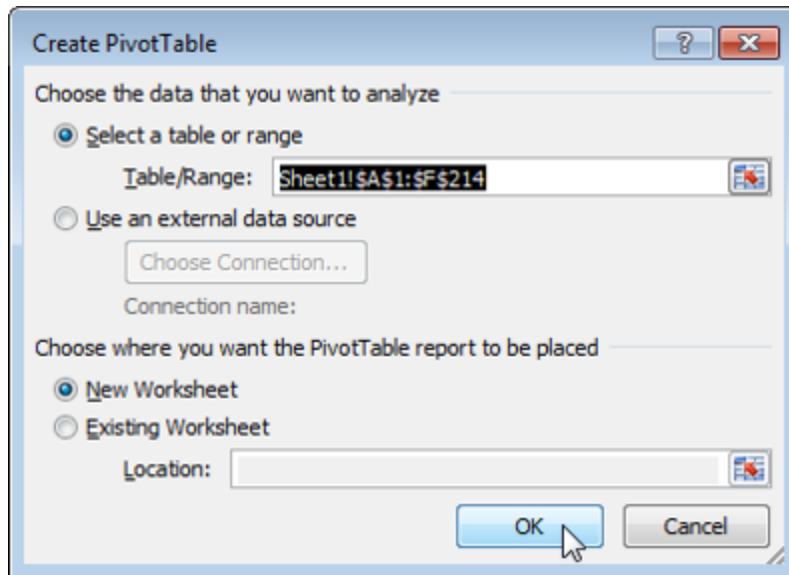 Create PivotTable
Choose the data that you want to analyze
Select a table or range
Table/Range: Sheet1!$A$1:$F$214
Use an external data source
Choose Connection...
Connection name:
Choose where you want the PivotTable report to be placed
New Worksheet
Existing Worksheet
Location:
OK Cancel